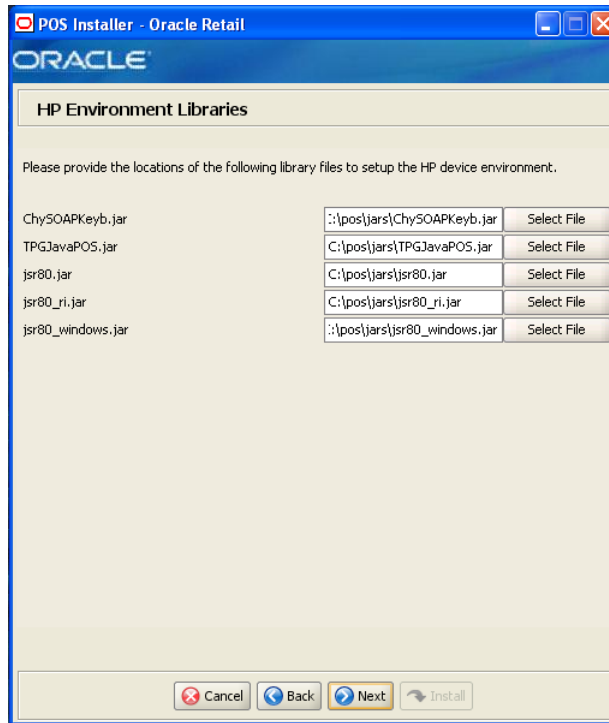 POS Installer - Oracle Retail
ORACLE
HP Environment Libraries
Please provide the locations of the following library files to setup the HP device environment.
ChySOAPKeyb.jar :\pos\jars\ChySOAPKeyb.jar Select File
TPGJavaPOS.jar C:\pos\jars\TPGJavaPOS.jar Select File
jsr80.jar C:\pos\jars\jsr80.jar Select File
jsr80_ri.jar C:\pos\jars\jsr80_ri.jar Select File
jsr80_windows.jar :\pos\jars\jsr80_windows.jar Select File
Cancel Back Next Install